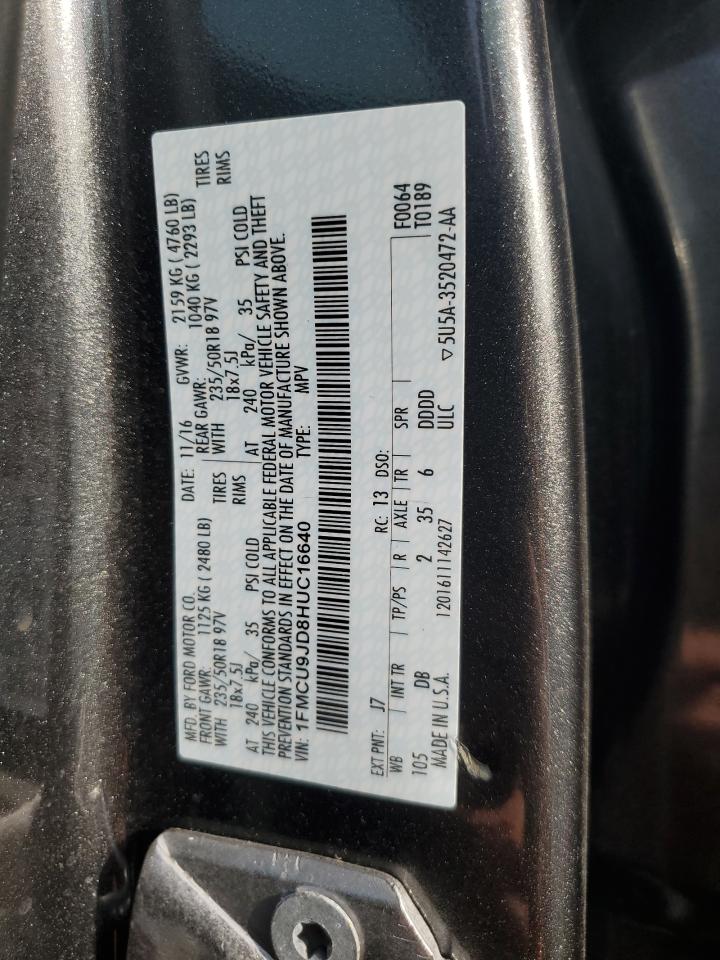 MFD. BY FORD MOTOR CO. DATE: 11/16 GVWR: 2159 KG ( 4760 LB)
FRONT GAWR: 1125 KG ( 2480 LB) REAR GAWR: 1040 KG ( 2293 LB)
WITH 235/50R18 97V TIRES WITH 235/50R18 97V TIRES
18x7.5J RIMS 18x7.5J RIMS
AT 240 kPa/ 35 PSI COLD AT 240 kPa/ 35 PSI COLD
THIS VEHICLE CONFORMS TO ALL APPLICABLE FEDERAL MOTOR VEHICLE SAFETY AND THEFT
PREVENTION STANDARDS IN EFFECT ON THE DATE OF MANUFACTURE SHOWN ABOVE.
VIN: 1FMCU9JD8HUC16640 TYPE: MPV
EXT PNT: J7 RC: 13 DSO: F0064
WB INT TR TP/PS R AXLE TR SPR T0189
105 DB 2 35 6 DDDD
MADE IN U.S.A. 1201611142627 ULC ▽5U5A-3520472-AA